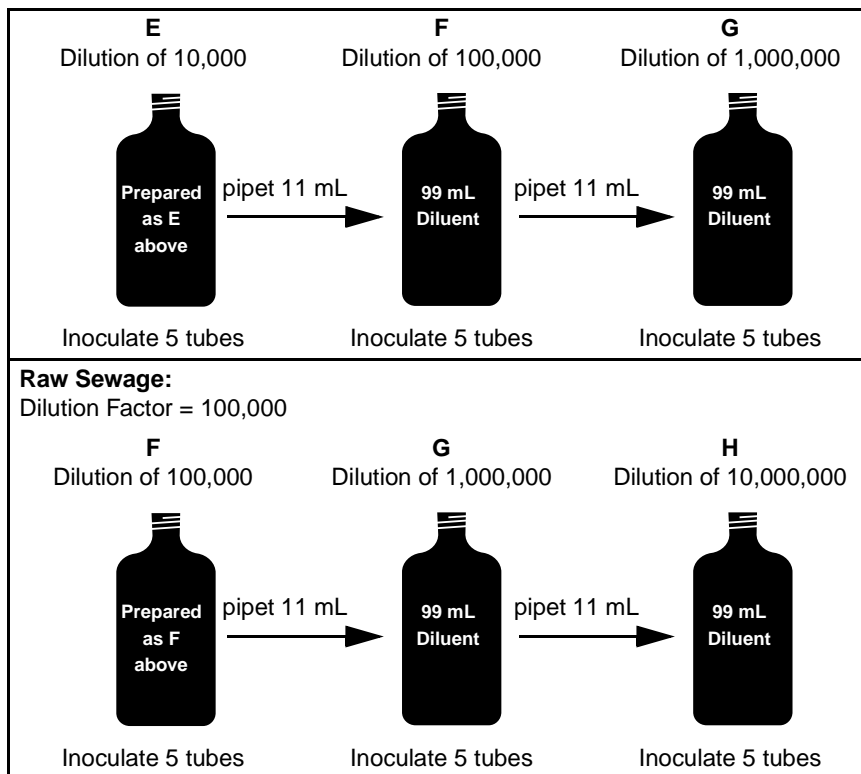 E
Dilution of 10,000
F
Dilution of 100,000
G
Dilution of 1,000,000
Prepared
as E
above
pipet 11 mL
99 mL
Diluent
pipet 11 mL
99 mL
Diluent
Inoculate 5 tubes
Inoculate 5 tubes
Inoculate 5 tubes
Raw Sewage:
Dilution Factor = 100,000
F
Dilution of 100,000
G
Dilution of 1,000,000
H
Dilution of 10,000,000
Prepared
as F
above
pipet 11 mL
99 mL
Diluent
pipet 11 mL
99 mL
Diluent
Inoculate 5 tubes
Inoculate 5 tubes
Inoculate 5 tubes